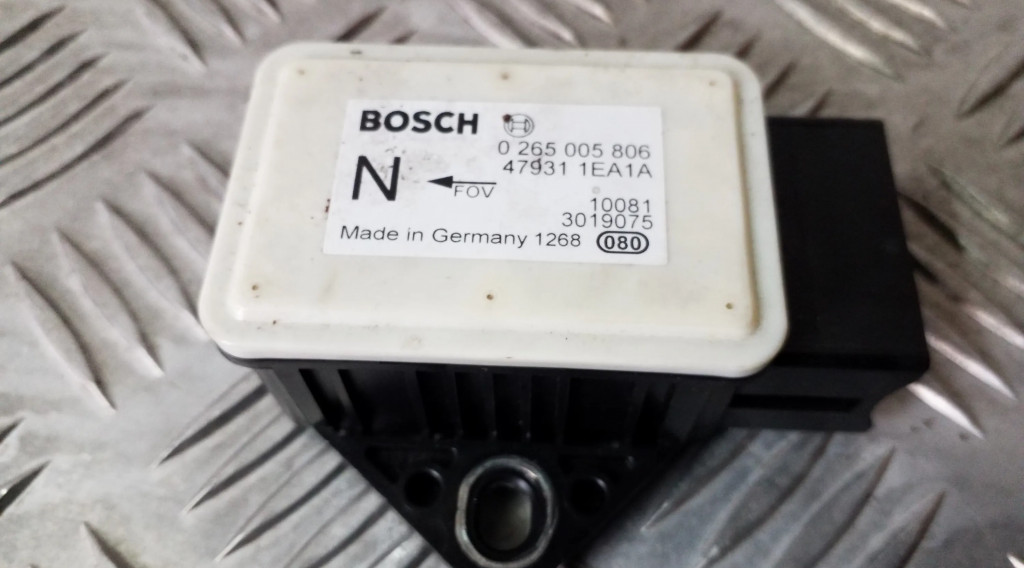 BOSCH
0 265 005 806
47931 1EA1A
N
FOV
10081
3019075
Made in Germany 1268 080